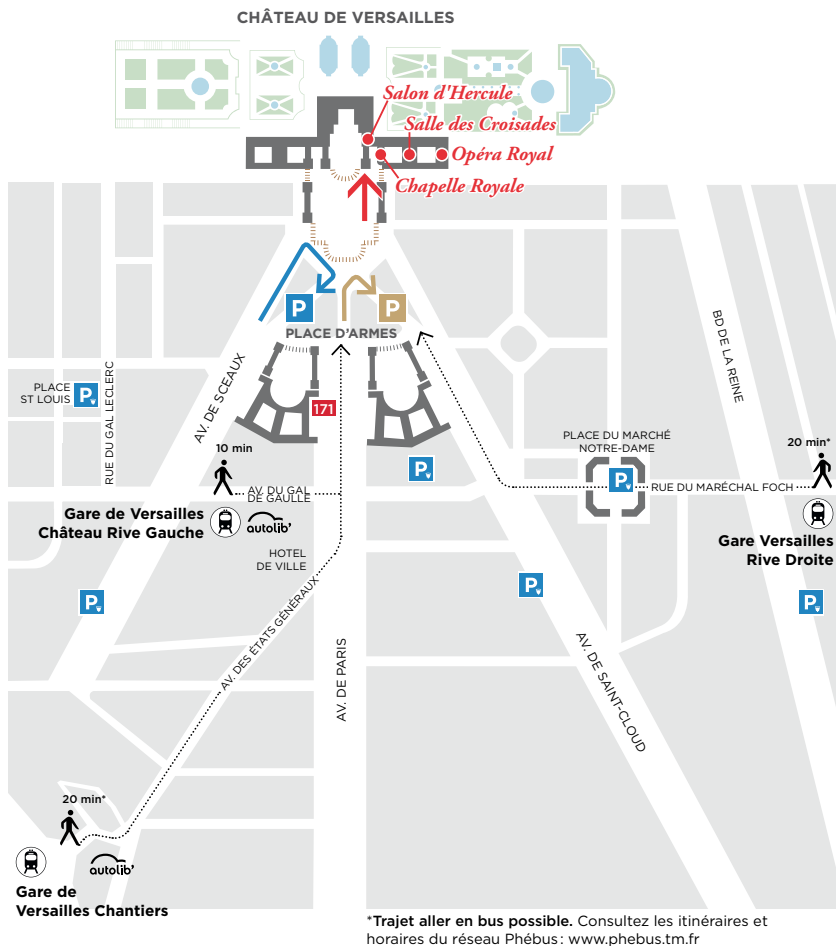 CHÂTEAU DE VERSAILLES
Salon d'Hercule
Salle des Croisades
Opéra Royal
Chapelle Royale
P
P
PLACE D'ARMES
BD DE LA REINE
PLACE
ST LOUIS
P
RUE DU GAL LECLERC
AV. DE SCEAUX
171
10 min
AV. DU GAL
DE GAULLE
Gare de Versailles
Château Rive Gauche
autolib'
P
PLACE DU MARCHÉ
NOTRE-DAME
P
RUE DU MARÉCHAL FOCH
20 min*
Gare Versailles
Rive Droite
HOTEL
DE VILLE
P
P
P
AV. DES ÉTATS GÉNÉRAUX
AV. DE PARIS
AV. DE SAINT-CLOUD
20 min*
autolib'
Gare de
Versailles Chantiers
*Trajet aller en bus possible. Consultez les itinéraires et
horaires du réseau Phébus : www.phebus.tm.fr